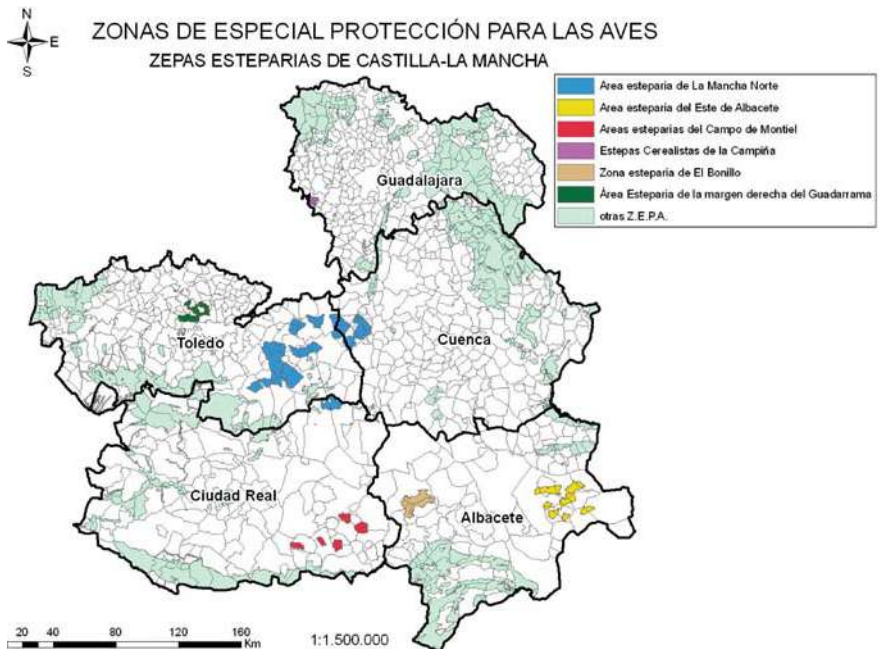 N
E
S
ZONAS DE ESPECIAL PROTECCIÓN PARA LAS AVES
ZEPAS ESTEPARIAS DE CASTILLA-LA MANCHA
Area esteparia de La Mancha Norte
Area esteparia del Este de Albacete
Areas esteparias del Campo de Montiel
Estepas Cerealistas de la Campiña
Zona esteparia de El Bonillo
Área Esteparia de la margen derecha del Guadarrama
otras Z.E.P.A.
Guadalajara
Toledo
Cuenca
Ciudad Real
Albacete
20 40 80 120 160
Km
1:1.500.000